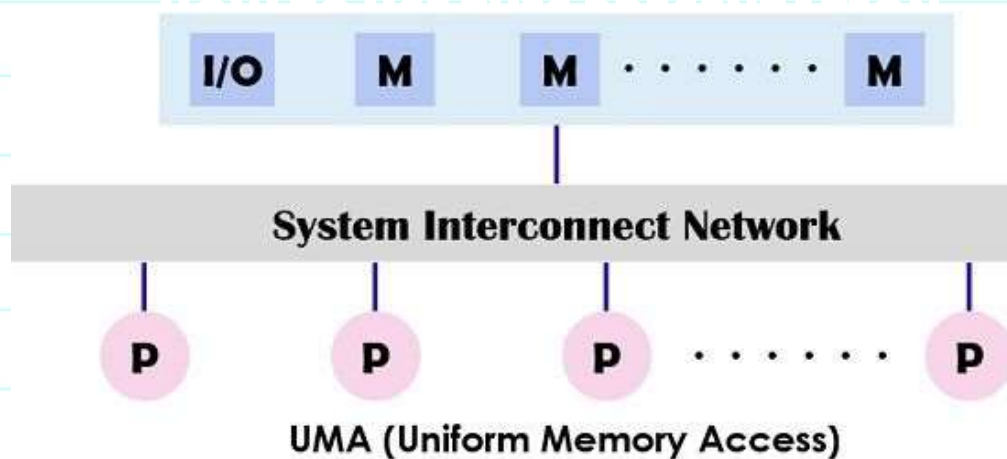 I/O M M · · · · · · M
System Interconnect Network
P P P · · · · · · P
UMA (Uniform Memory Access)